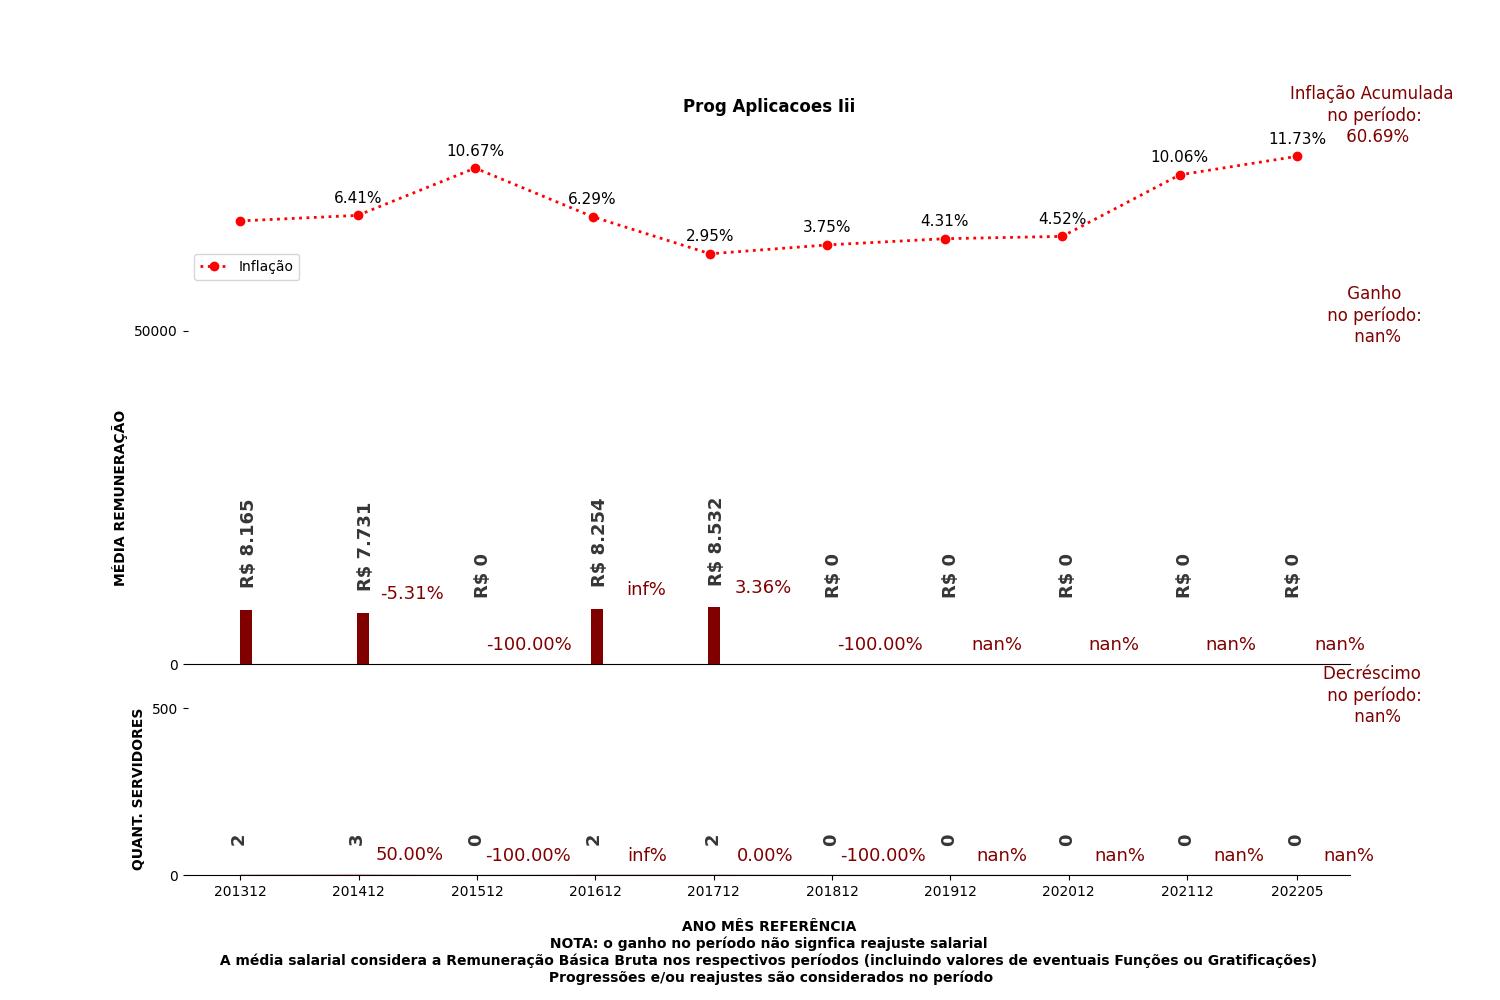 Prog Aplicacoes Iii
Inflação Acumulada
no período:
60.69%
6.41%
10.67%
6.29%
2.95%
3.75%
4.31%
4.52%
10.06%
11.73%
Inflação
Ganho
no período:
nan%
50000
MÉDIA REMUNERAÇÃO
R$ 8.165
R$ 7.731
R$ 0
R$ 8.254
R$ 8.532
R$ 0
R$ 0
R$ 0
R$ 0
R$ 0
-5.31%
-100.00%
inf%
3.36%
-100.00%
nan%
nan%
nan%
nan%
0
Decréscimo
no período:
nan%
QUANT. SERVIDORES
500
2
3
0
2
2
0
0
0
0
0
50.00%
-100.00%
inf%
0.00%
-100.00%
nan%
nan%
nan%
nan%
0
201312
201412
201512
201612
201712
201812
201912
202012
202112
202205
ANO MÊS REFERÊNCIA
NOTA: o ganho no período não signfica reajuste salarial
A média salarial considera a Remuneração Básica Bruta nos respectivos períodos (incluindo valores de eventuais Funções ou Gratificações)
Progressões e/ou reajustes são considerados no período